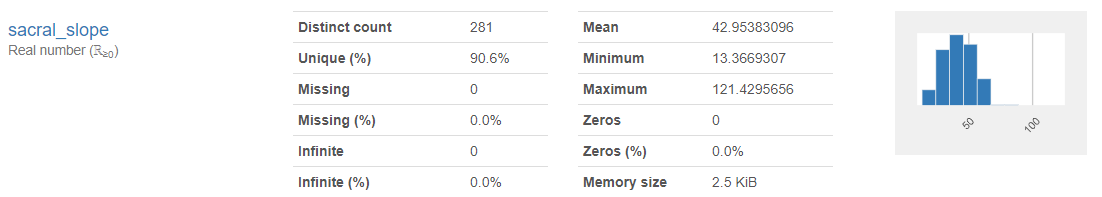 sacral_slope
Real number (ℝ≥0)
Distinct count 281
Unique (%) 90.6%
Missing 0
Missing (%) 0.0%
Infinite 0
Infinite (%) 0.0%
Mean 42.95383096
Minimum 13.3669307
Maximum 121.4295656
Zeros 0
Zeros (%) 0.0%
Memory size 2.5 KiB
50
100